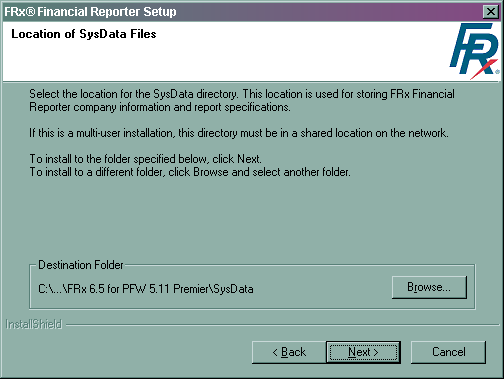 FRx® Financial Reporter Setup
Location of SysData Files
FRx
Select the location for the SysData directory. This location is used for storing FRx Financial
Reporter company information and report specifications.
If this is a multi-user installation, this directory must be in a shared location on the network.
To install to the folder specified below, click Next.
To install to a different folder, click Browse and select another folder.
Destination Folder
C:\...\FRx 6.5 for PFW 5.11 Premier\SysData
Browse...
InstallShield
< Back
Next >
Cancel